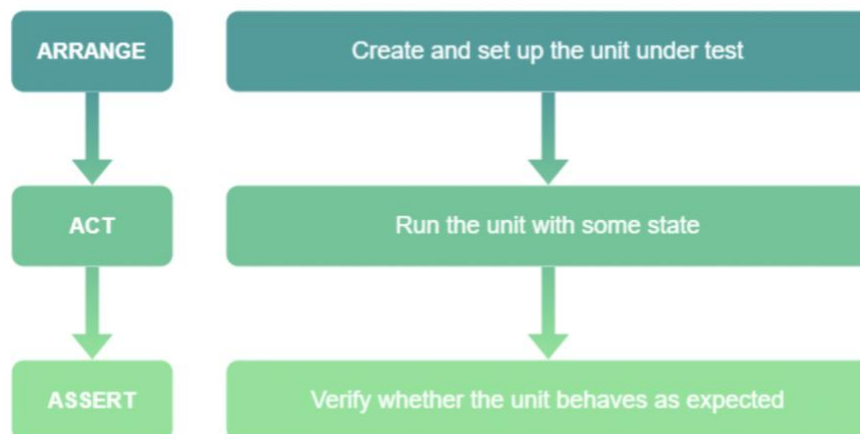 ARRANGE
Create and set up the unit under test
ACT
Run the unit with some state
ASSERT
Verify whether the unit behaves as expected